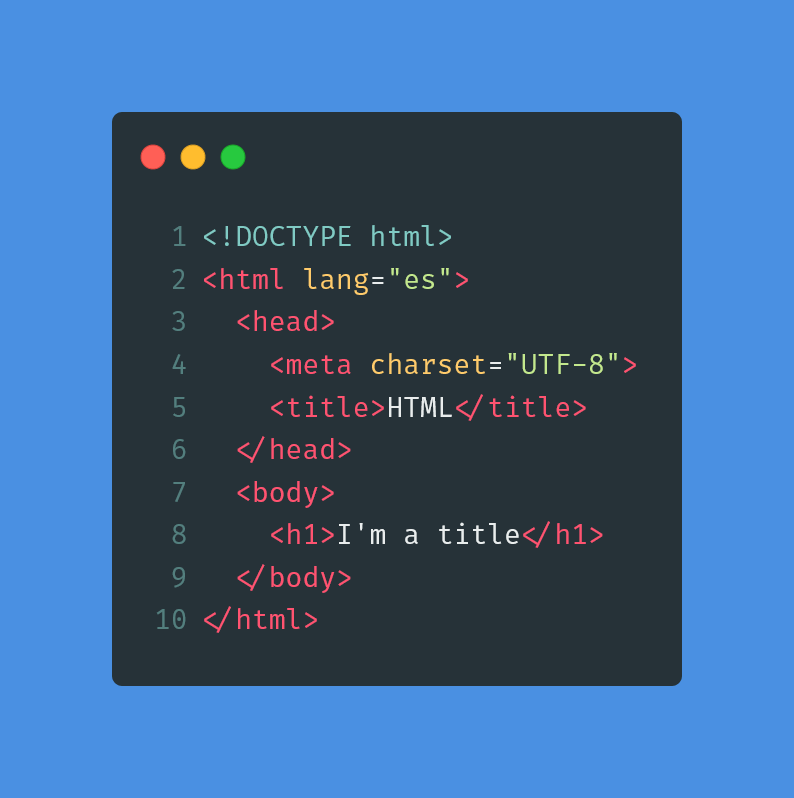 1 <!DOCTYPE html>
2 <html lang="es">
3   <head>
4     <meta charset="UTF-8">
5     <title>HTML</title>
6   </head>
7   <body>
8     <h1>I'm a title</h1>
9   </body>
10 </html>